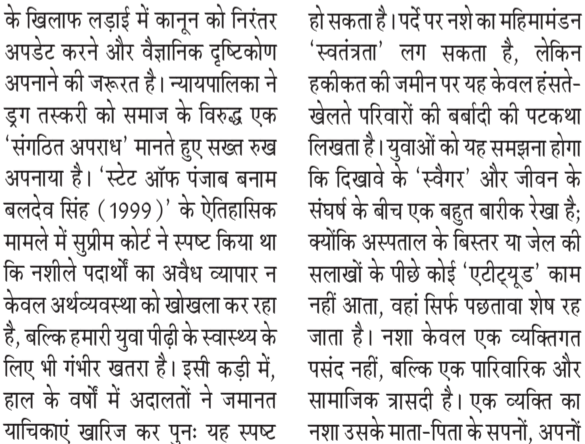 के खिलाफ लड़ाई में कानून को निरंतर
अपडेट करने और वैज्ञानिक दृष्टिकोण
अपनाने की जरूरत है। न्यायपालिका ने
ड्रग तस्करी को समाज के विरुद्ध एक
‘संगठित अपराध’ मानते हुए सख्त रुख
अपनाया है। ‘स्टेट ऑफ पंजाब बनाम
बलदेव सिंह (1999)’ के ऐतिहासिक
मामले में सुप्रीम कोर्ट ने स्पष्ट किया था
कि नशीले पदार्थों का अवैध व्यापार न
केवल अर्थव्यवस्था को खोखला कर रहा
है, बल्कि हमारी युवा पीढ़ी के स्वास्थ्य के
लिए भी गंभीर खतरा है। इसी कड़ी में,
हाल के वर्षों में अदालतों ने जमानत
याचिकाएं खारिज कर पुनः यह स्पष्ट
हो सकता है। पर्दे पर नशे का महिमामंडन
‘स्वतंत्रता’ लग सकता है, लेकिन
हकीकत की जमीन पर यह केवल हंसते-
खेलते परिवारों की बर्बादी की पटकथा
लिखता है। युवाओं को यह समझना होगा
कि दिखावे के ‘स्वैगर’ और जीवन के
संघर्ष के बीच एक बहुत बारीक रेखा है;
क्योंकि अस्पताल के बिस्तर या जेल की
सलाखों के पीछे कोई ‘एटीट्यूड’ काम
नहीं आता, वहां सिर्फ पछतावा शेष रह
जाता है। नशा केवल एक व्यक्तिगत
पसंद नहीं, बल्कि एक पारिवारिक और
सामाजिक त्रासदी है। एक व्यक्ति का
नशा उसके माता-पिता के सपनों, अपनों